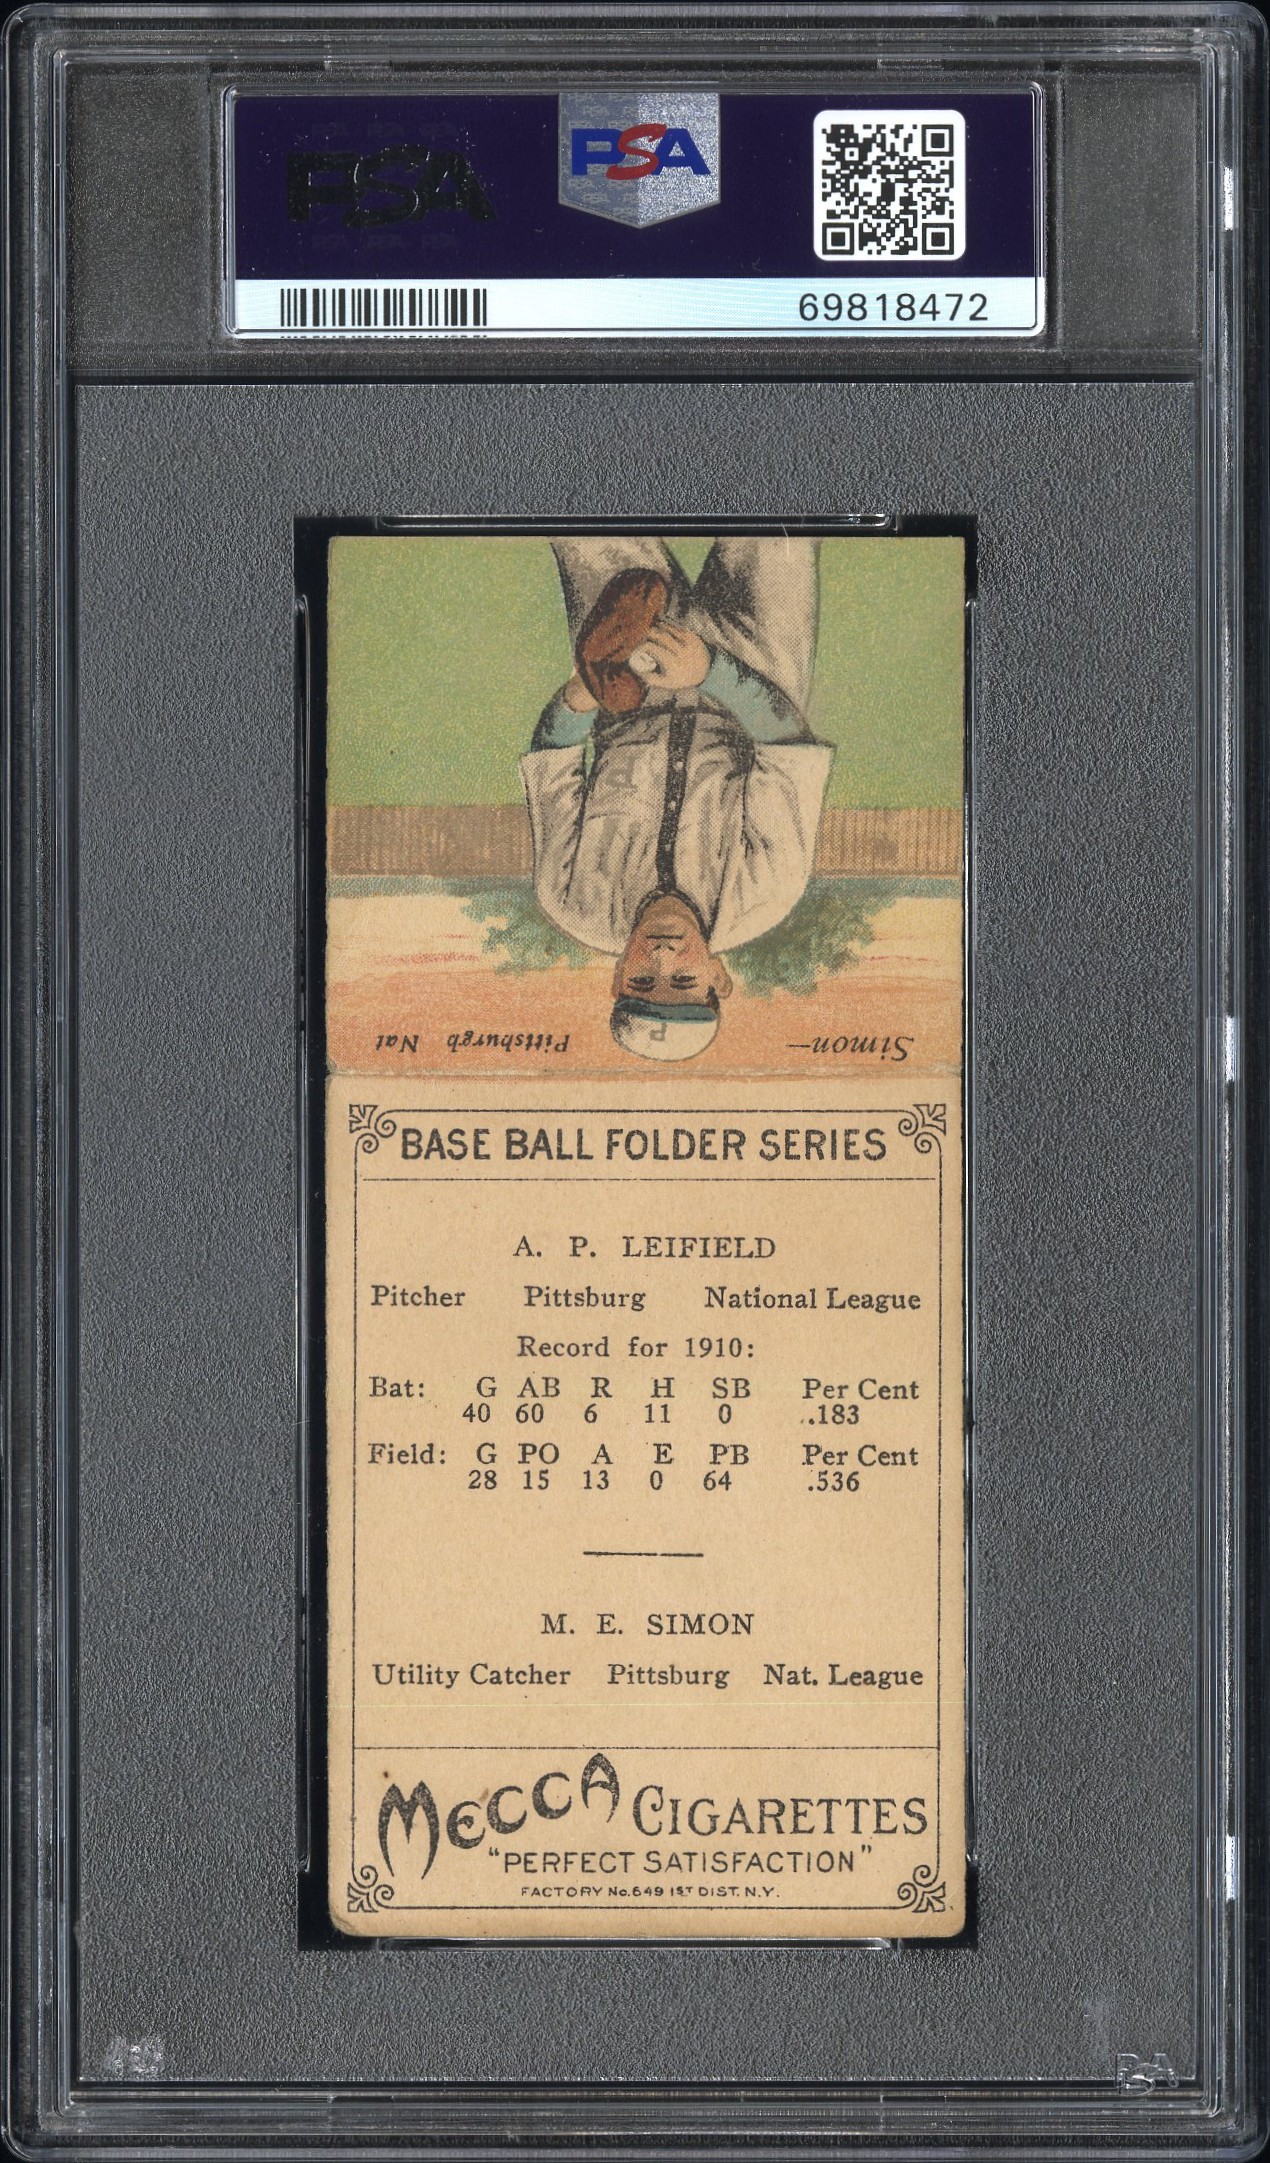 PSA
PSA
69818472
P
P
Simon— Pittsburgh Nat
BASE BALL FOLDER SERIES
A. P. LEIFIELD
Pitcher Pittsburg National League
Record for 1910:
Bat: G AB R H SB Per Cent
40 60 6 11 0 .183
Field: G PO A E PB Per Cent
28 15 13 0 64 .536
M. E. SIMON
Utility Catcher Pittsburg Nat. League
MECCA CIGARETTES
"PERFECT SATISFACTION"
FACTORY No. 649 1ST DIST. N.Y.
PSA